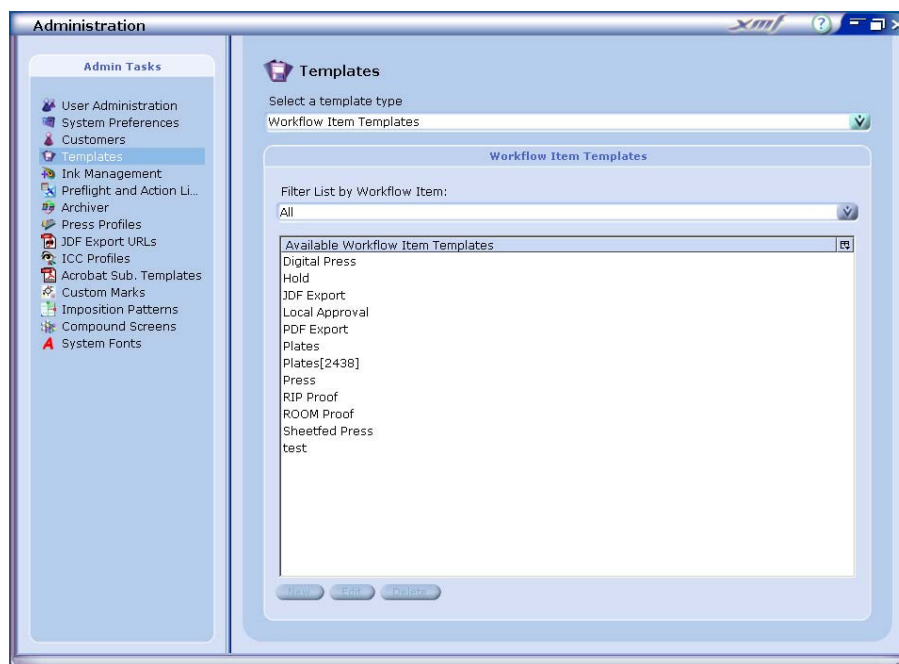 Administration
xmf
?
Admin Tasks
User Administration
System Preferences
Customers
Templates
Ink Management
Preflight and Action Li...
Archiver
Press Profiles
JDF Export URLs
ICC Profiles
Acrobat Sub. Templates
Custom Marks
Imposition Patterns
Compound Screens
System Fonts
Templates
Select a template type
Workflow Item Templates
Workflow Item Templates
Filter List by Workflow Item:
All
Available Workflow Item Templates
Digital Press
Hold
JDF Export
Local Approval
PDF Export
Plates
Plates[2438]
Press
RIP Proof
ROOM Proof
Sheetfed Press
test
New Edit Delete